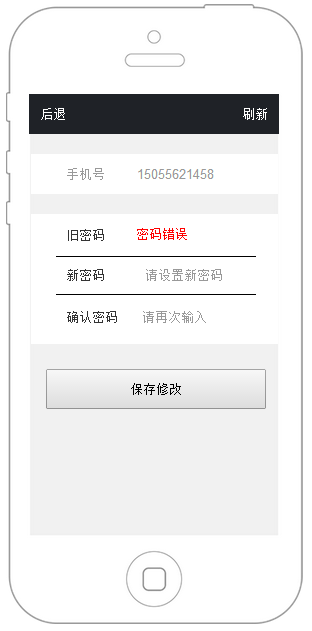 后退 刷新
手机号 15055621458
旧密码 密码错误
新密码 请设置新密码
确认密码 请再次输入
保存修改